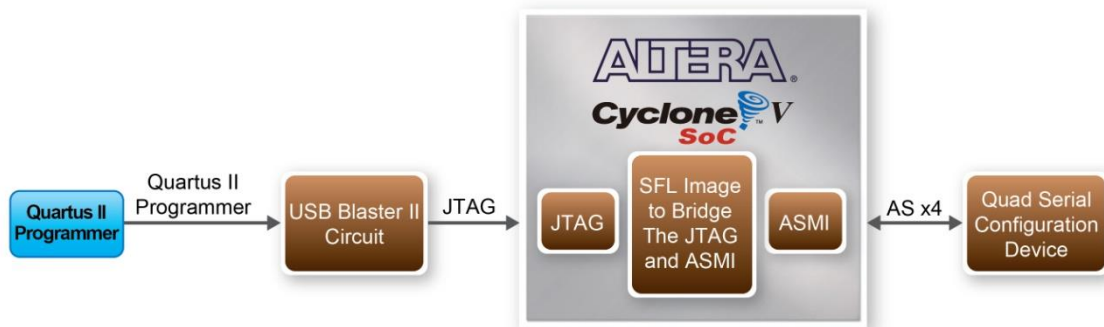 Quartus II
Programmer
Quartus II
Programmer
USB Blaster II
Circuit
JTAG
ALTERA®
Cyclone™ V
SoC
JTAG
SFL Image
to Bridge
The JTAG
and ASMI
ASMI
AS x4
Quad Serial
Configuration
Device